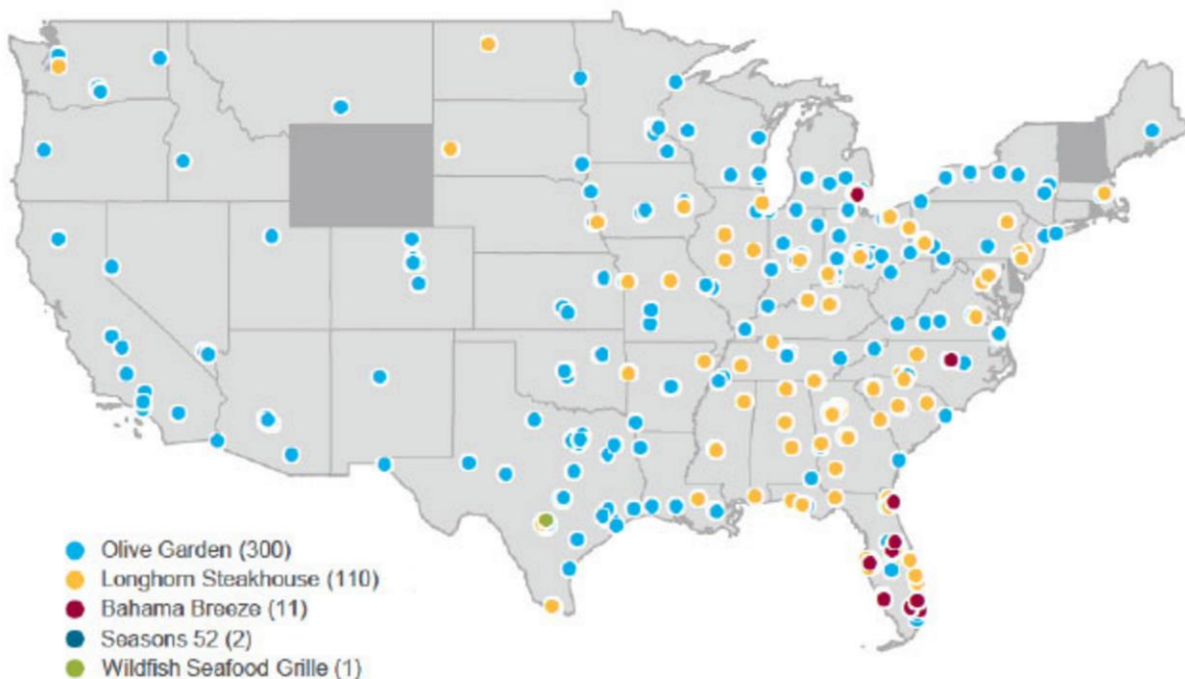 Olive Garden (300)
Longhorn Steakhouse (110)
Bahama Breeze (11)
Seasons 52 (2)
Wildfish Seafood Grille (1)